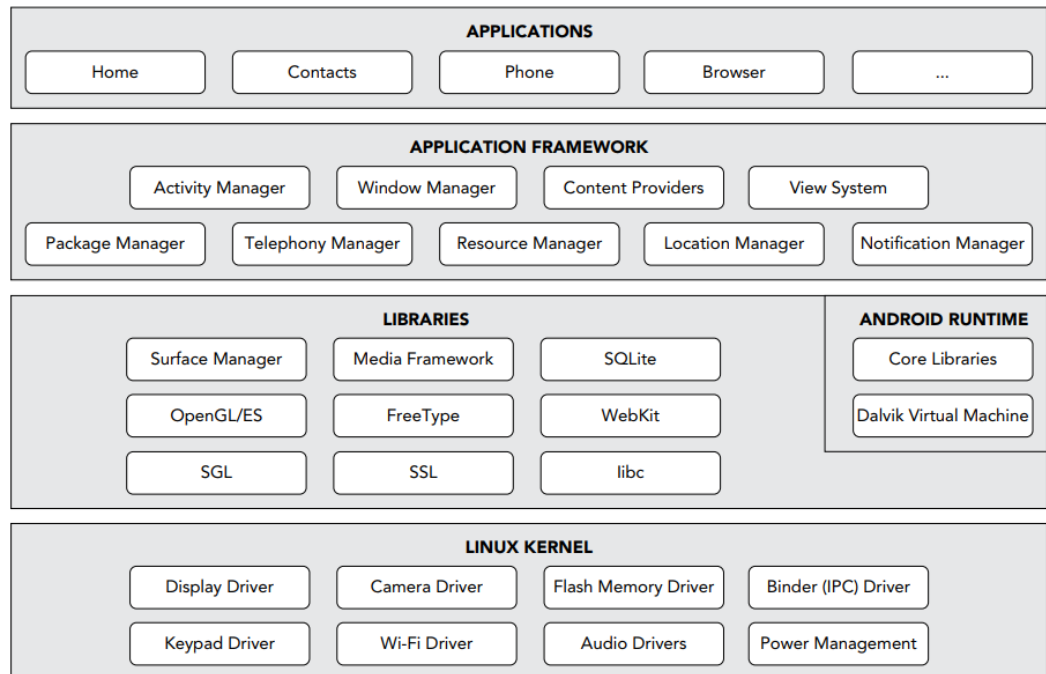 APPLICATIONS
Home Contacts Phone Browser ...
APPLICATION FRAMEWORK
Activity Manager Window Manager Content Providers View System
Package Manager Telephony Manager Resource Manager Location Manager Notification Manager
LIBRARIES
Surface Manager Media Framework SQLite
OpenGL/ES FreeType WebKit
SGL SSL libc
ANDROID RUNTIME
Core Libraries
Dalvik Virtual Machine
LINUX KERNEL
Display Driver Camera Driver Flash Memory Driver Binder (IPC) Driver
Keypad Driver Wi-Fi Driver Audio Drivers Power Management